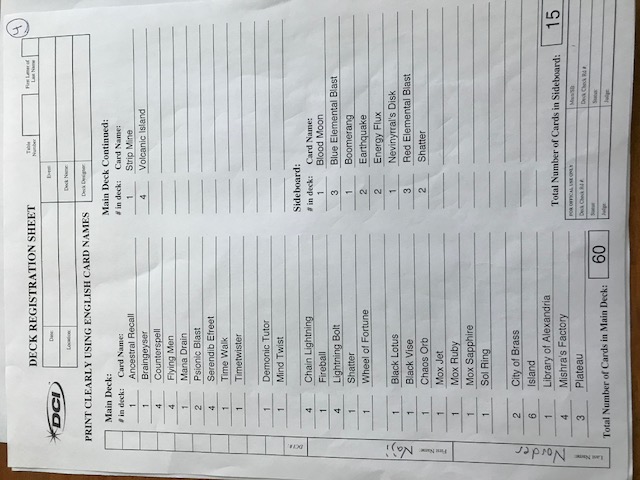 4
DECK REGISTRATION SHEET
Table Number
First Letter of Last Name
DCI
Date:
Event:
Location:
Deck Name:
Deck Designer:
PRINT CLEARLY USING ENGLISH CARD NAMES
Main Deck:
# in deck: Card Name:
1 Ancestral Recall
1 Braingeyser
4 Counterspell
4 Flying Men
1 Mana Drain
2 Psionic Blast
4 Serendib Efreet
1 Time Walk
1 Timetwister
1 Demonic Tutor
1 Mind Twist
4 Chain Lightning
1 Fireball
4 Lightning Bolt
1 Shatter
1 Wheel of Fortune
1 Black Lotus
1 Black Vise
1 Chaos Orb
1 Mox Jet
1 Mox Ruby
1 Mox Sapphire
1 Sol Ring
2 City of Brass
6 Island
1 Library of Alexandria
4 Mishra's Factory
3 Plateau
Total Number of Cards in Main Deck: 60
Main Deck Continued:
# in deck: Card Name:
1 Strip Mine
4 Volcanic Island
Sideboard:
# in deck: Card Name:
1 Blood Moon
3 Blue Elemental Blast
1 Boomerang
2 Earthquake
2 Energy Flux
1 Nevinyrral's Disk
3 Red Elemental Blast
2 Shatter
Total Number of Cards in Sideboard: 15
FOR OFFICIAL USE ONLY
Main/SB:
Deck Check Rd #:
Deck Check Rd #:
Status:
Status:
Judge:
Judge:
DCI #:
First Name: Naji
Last Name: